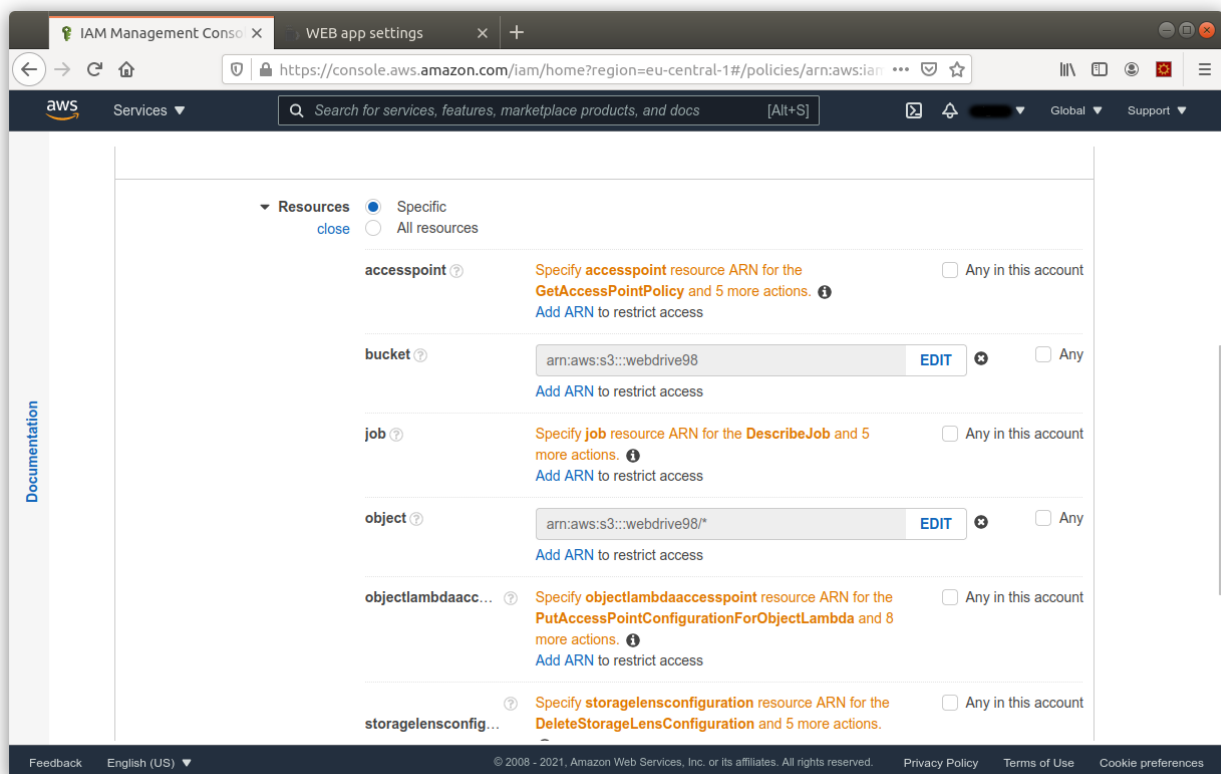 IAM Management Consol
WEB app settings
https://console.aws.amazon.com/iam/home?region=eu-central-1#/policies/arn:aws:iam
aws
Services
Search for services, features, marketplace products, and docs
[Alt+S]
Global
Support
Documentation
Resources
close
Specific
All resources
accesspoint
Specify accesspoint resource ARN for the
GetAccessPointPolicy and 5 more actions.
Add ARN to restrict access
Any in this account
bucket
arn:aws:s3:::webdrive98
EDIT
Any
Add ARN to restrict access
job
Specify job resource ARN for the DescribeJob and 5
more actions.
Add ARN to restrict access
Any in this account
object
arn:aws:s3:::webdrive98/*
EDIT
Any
Add ARN to restrict access
objectlambdaacc...
Specify objectlambdaaccesspoint resource ARN for the
PutAccessPointConfigurationForObjectLambda and 8
more actions.
Add ARN to restrict access
Any in this account
storagelensconfig...
Specify storagelensconfiguration resource ARN for the
DeleteStorageLensConfiguration and 5 more actions.
Any in this account
Feedback
English (US)
© 2008 - 2021, Amazon Web Services, Inc. or its affiliates. All rights reserved.
Privacy Policy
Terms of Use
Cookie preferences